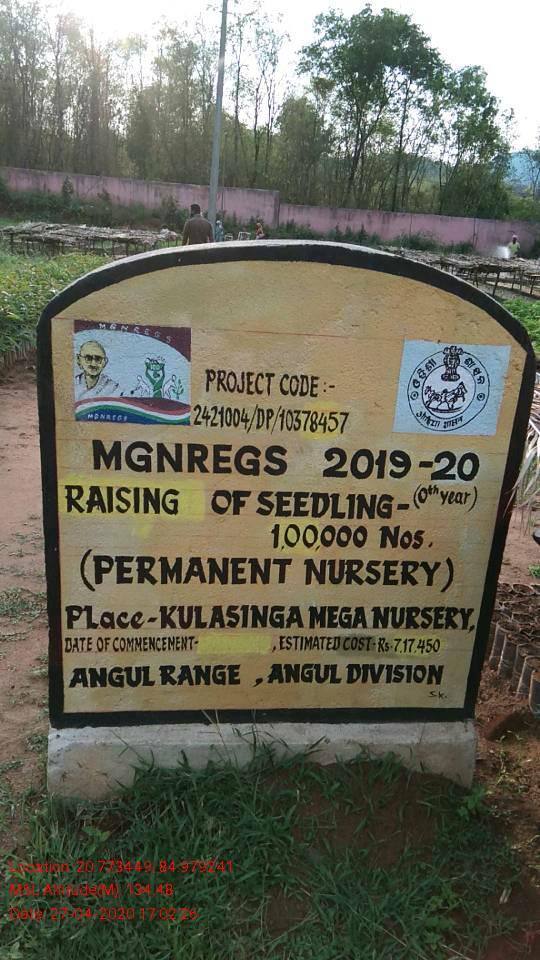 MGNREGS
MGNREGS
PROJECT CODE:-
2421004/DP/10378457
MGNREGS 2019-20
RAISING OF SEEDLING-(0th year)
1,00,000 Nos.
(PERMANENT NURSERY)
PLace-KULASINGA MEGA NURSERY,
DATE OF COMMENCEMENT- , ESTIMATED COST-Rs.7,17,450
ANGUL RANGE , ANGUL DIVISION
S.K.
Location: 20.773449, 84.979241
MSL Altitude(M): 134.48
Date: 27-04-2020 17:02:26